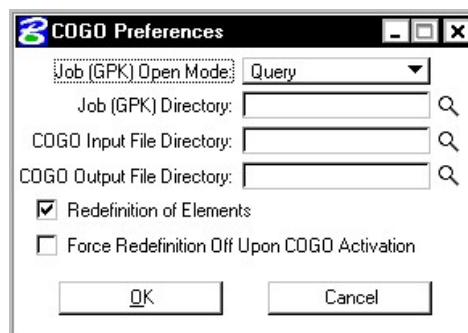 COGO Preferences
Job (GPK) Open Mode: Query
Job (GPK) Directory:
COGO Input File Directory:
COGO Output File Directory:
Redefinition of Elements
Force Redefinition Off Upon COGO Activation
OK Cancel